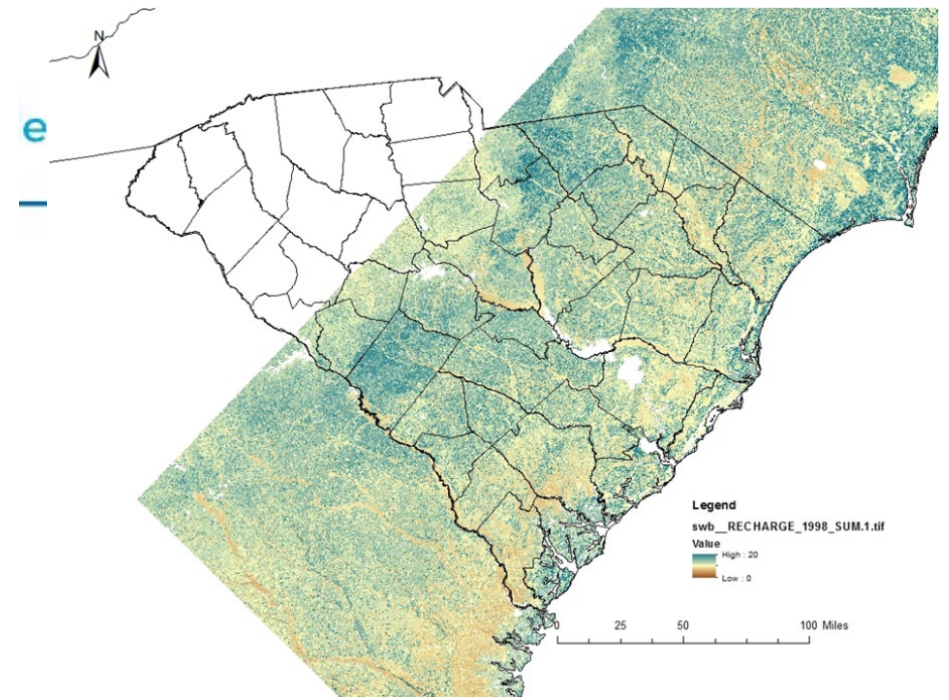 N
e
Legend
swb__RECHARGE_1998_SUM.1.tif
Value
High : 20
Low : 0
0 25 50 100 Miles